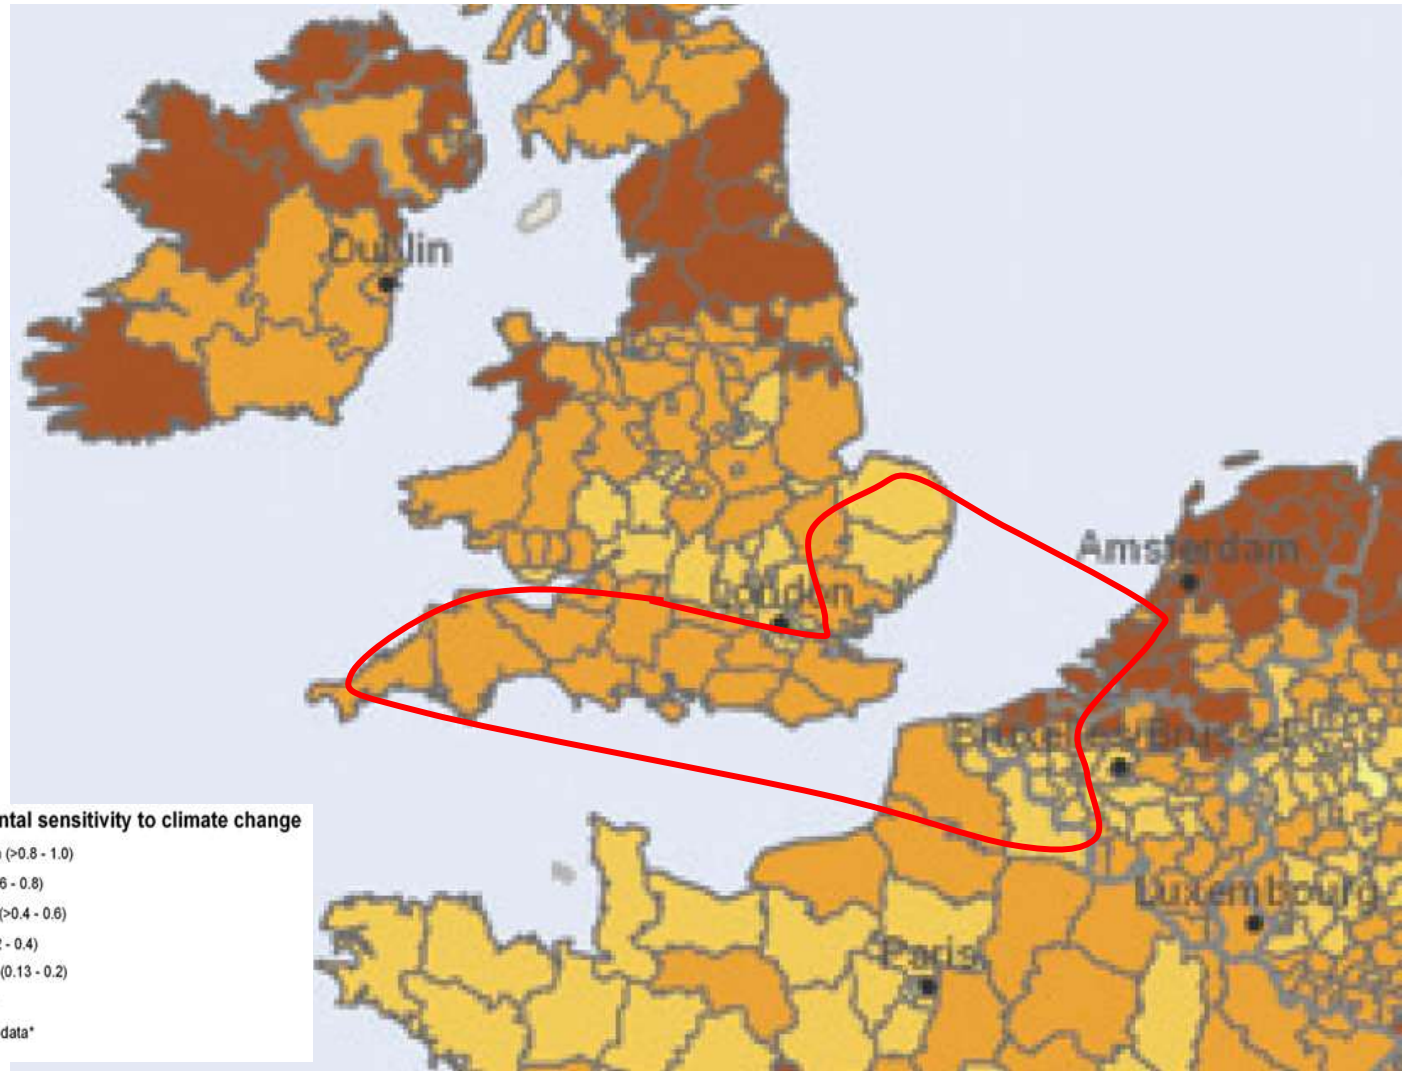 Dublin
Amsterdam
London
Luxembourg
Paris
ntal sensitivity to climate change
(>0.8 - 1.0)
6 - 0.8)
(>0.4 - 0.6)
2 - 0.4)
(0.13 - 0.2)
data*